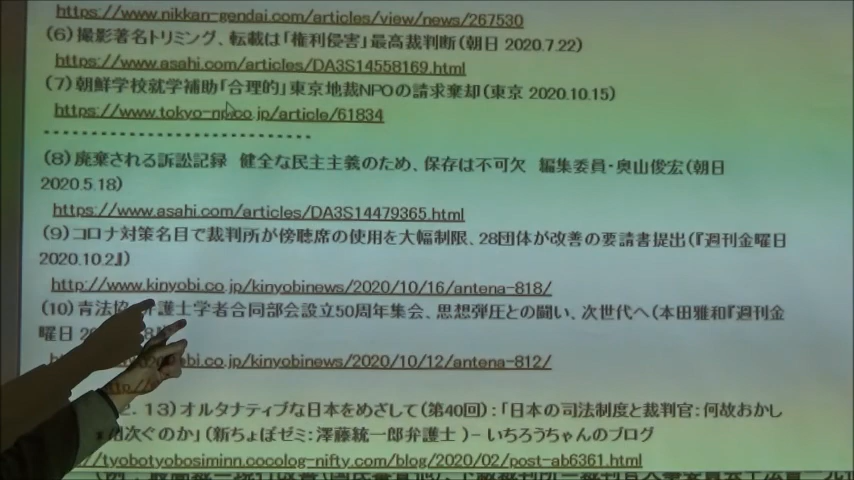 https://www.nikkan-gendai.com/articles/view/news/267530
(6)撮影著名トリミング、転載は「権利侵害」最高裁判断(朝日 2020.7.22)
https://www.asahi.com/articles/DA3S14558169.html
(7)朝鮮学校就学補助「合理的」東京地裁NPOの請求棄却(東京 2020.10.15)
https://www.tokyo-np.co.jp/article/61834
(8)廃棄される訴訟記録 健全な民主主義のため、保存は不可欠 編集委員・奥山俊宏(朝日
2020.5.18)
https://www.asahi.com/articles/DA3S14479365.html
(9)コロナ対策名目で裁判所が傍聴席の使用を大幅制限、28団体が改善の要請書提出(『週刊金曜日
2020.10.2』)
http://www.kinyobi.co.jp/kinyobinews/2020/10/16/antena-818/
(10)青法協 弁護士学者合同部会設立50周年集会、思想弾圧との闘い、次世代へ(本田雅和『週刊金
曜日
.co.jp/kinyobinews/2020/10/12/antena-812/
2.13)オルタナティブな日本をめざして(第40回):「日本の司法制度と裁判官:何故おかし
相次ぐのか」(新ちょぼゼミ:澤藤統一郎弁護士 )- いちろうちゃんのブログ
//tyobotyobosiminn.cocolog-nifty.com/blog/2020/02/post-ab6361.html